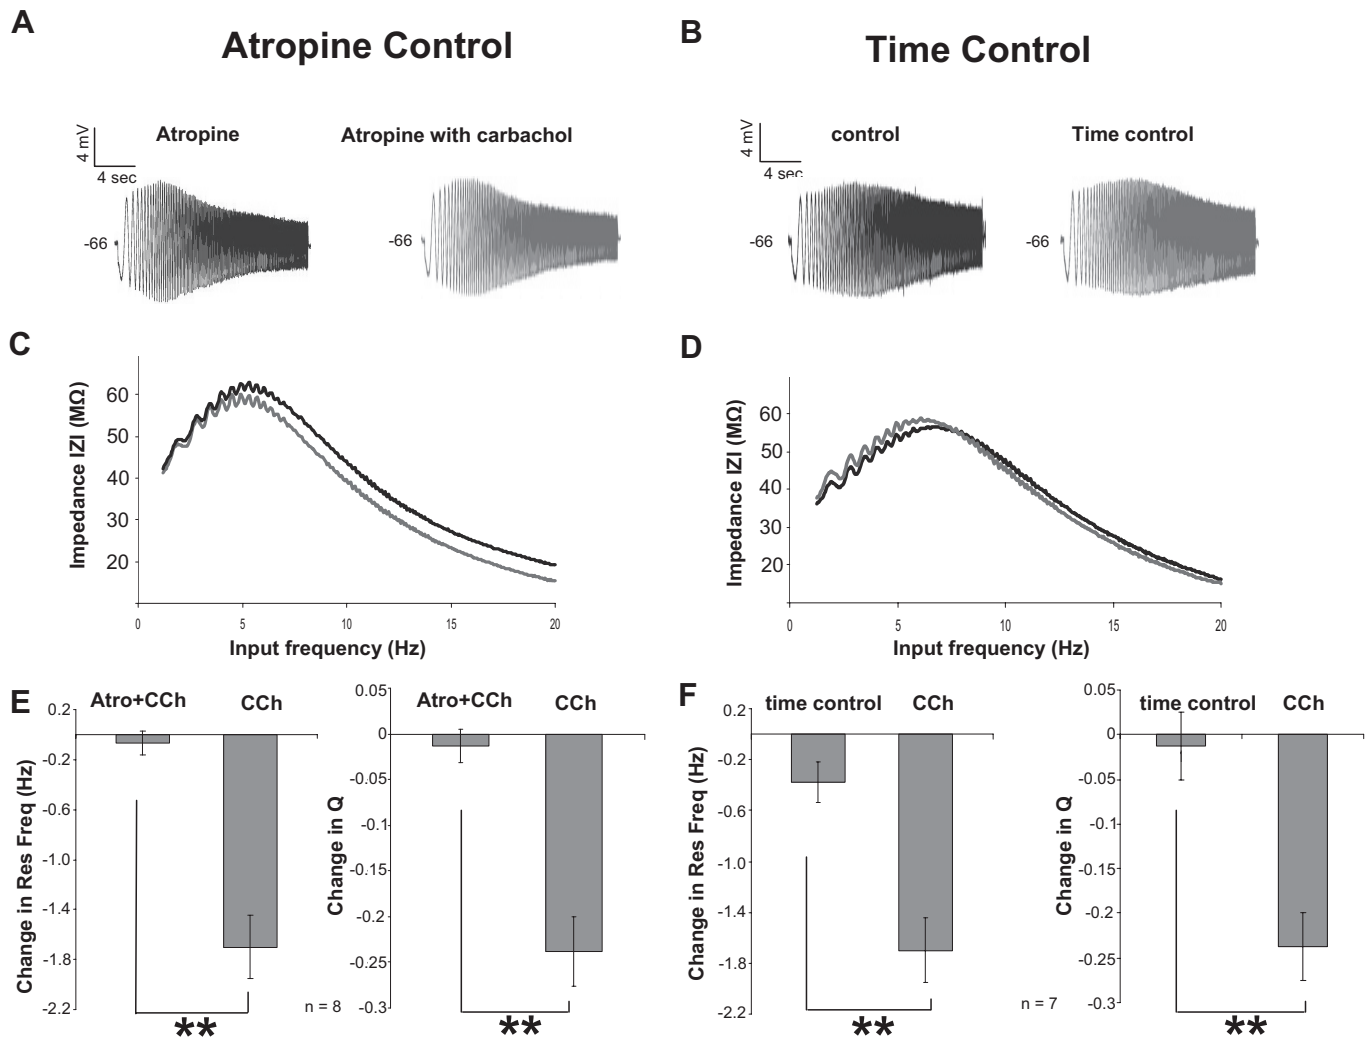 A
Atropine Control
B
Time Control
4 mV
4 sec
Atropine
Atropine with carbachol
-66
-66
4 mV
4 sec
control
Time control
-66
-66
C
Impedance IZI (MΩ)
60
50
40
30
20
0
5
10
15
20
Input frequency (Hz)
D
Impedance IZI (MΩ)
60
50
40
30
20
0
5
10
15
20
Input frequency (Hz)
E
Change in Res Freq (Hz)
0.2
-0.2
-0.6
-1.0
-1.4
-1.8
-2.2
Atro+CCh
CCh
**
Change in Q
0.05
0
-0.05
-0.1
-0.15
-0.2
-0.25
-0.3
Atro+CCh
CCh
n = 8
**
F
Change in Res Freq (Hz)
0.2
-0.2
-0.6
-1.0
-1.4
-1.8
-2.2
time control
CCh
**
Change in Q
0.05
0
-0.05
-0.1
-0.15
-0.2
-0.25
-0.3
time control
CCh
n = 7
**